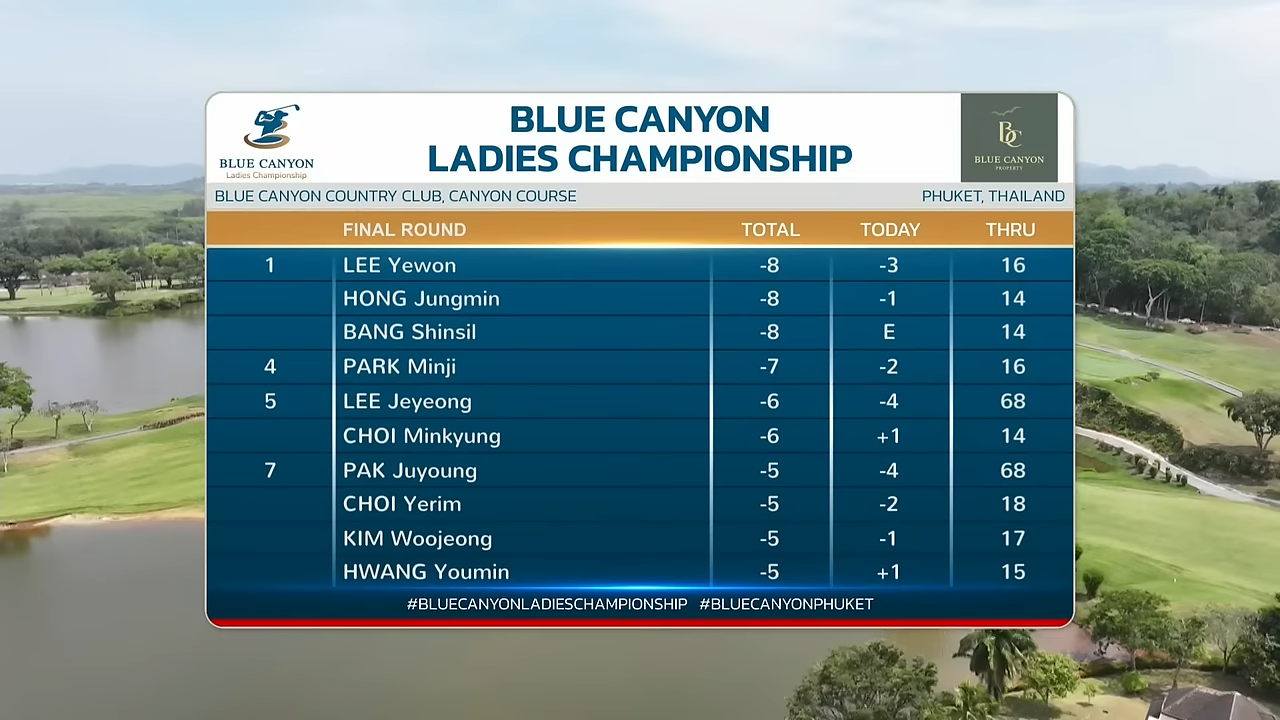 BLUE CANYON
LADIES CHAMPIONSHIP
BLUE CANYON
Ladies Championship
BC
BLUE CANYON
PROPERTY
BLUE CANYON COUNTRY CLUB, CANYON COURSE PHUKET, THAILAND
FINAL ROUND TOTAL TODAY THRU
1 LEE Yewon -8 -3 16
HONG Jungmin -8 -1 14
BANG Shinsil -8 E 14
4 PARK Minji -7 -2 16
5 LEE Jeyeong -6 -4 68
CHOI Minkyung -6 +1 14
7 PAK Juyoung -5 -4 68
CHOI Yerim -5 -2 18
KIM Woojeong -5 -1 17
HWANG Youmin -5 +1 15
#BLUECANYONLADIESCHAMPIONSHIP #BLUECANYONPHUKET